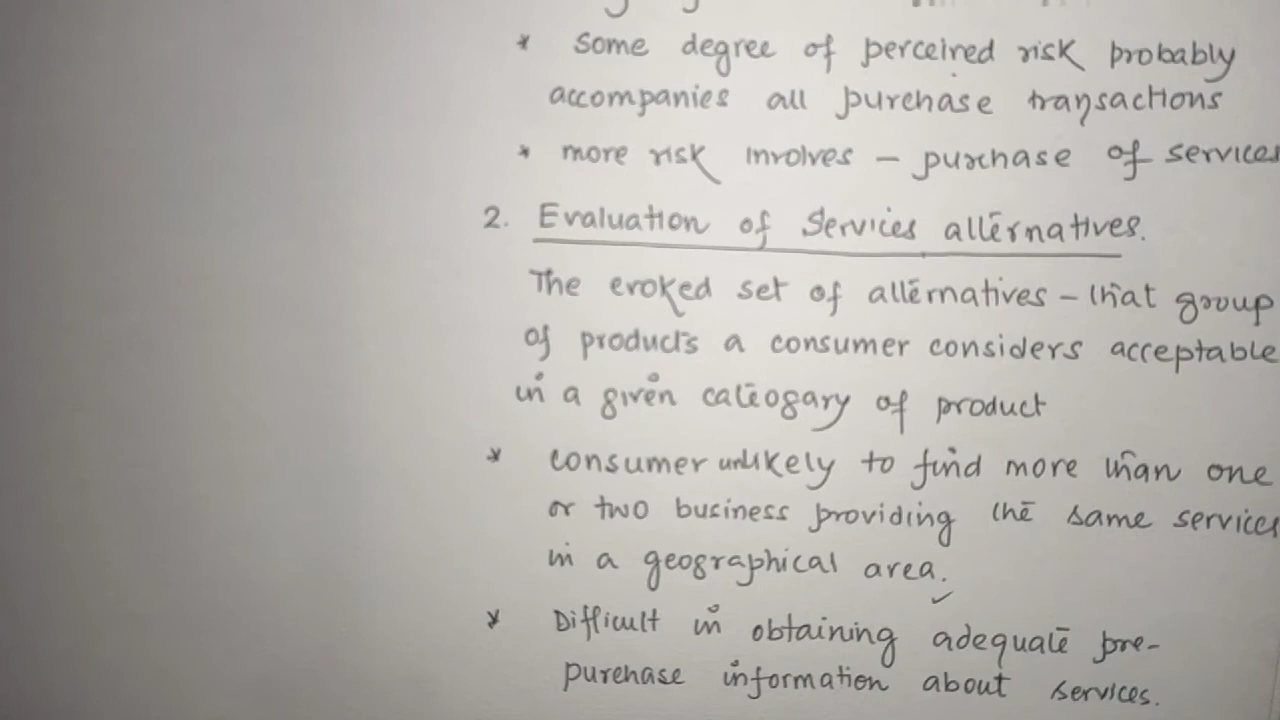 * some degree of perceived risk probably
accompanies all purchase transactions
* more risk involves - purchase of services
2. Evaluation of Services alternatives.
The evoked set of alternatives - that group
of products a consumer considers acceptable
in a given cateogary of product
* consumer unlikely to find more than one
or two business providing the same services
in a geographical area.
* Difficult in obtaining adequate pre-
purchase information about services.